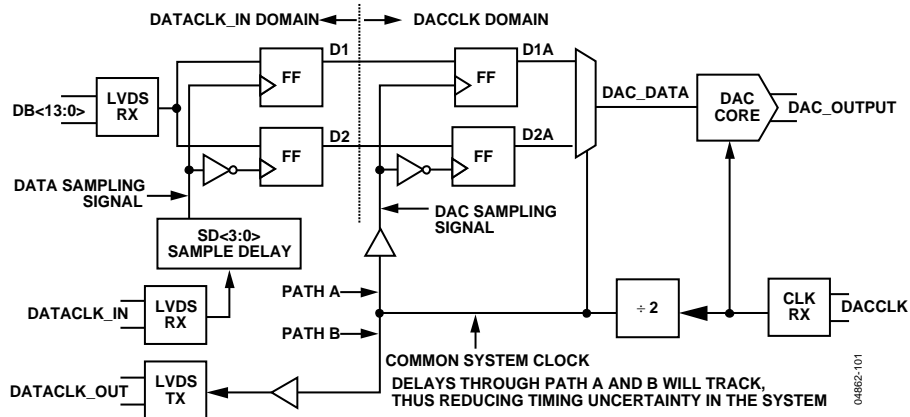 DATACLK_IN DOMAIN
DACCLK DOMAIN
D1
D1A
FF
FF
DB<13:0>
LVDS
RX
DAC_DATA
DAC
CORE
DAC_OUTPUT
D2
D2A
FF
FF
DATA SAMPLING
SIGNAL
DAC SAMPLING
SIGNAL
SD<3:0>
SAMPLE DELAY
DATACLK_IN
LVDS
RX
PATH A
PATH B
÷ 2
CLK
RX
DACCLK
COMMON SYSTEM CLOCK
DELAYS THROUGH PATH A AND B WILL TRACK,
THUS REDUCING TIMING UNCERTAINTY IN THE SYSTEM
DATACLK_OUT
LVDS
TX
04862-101